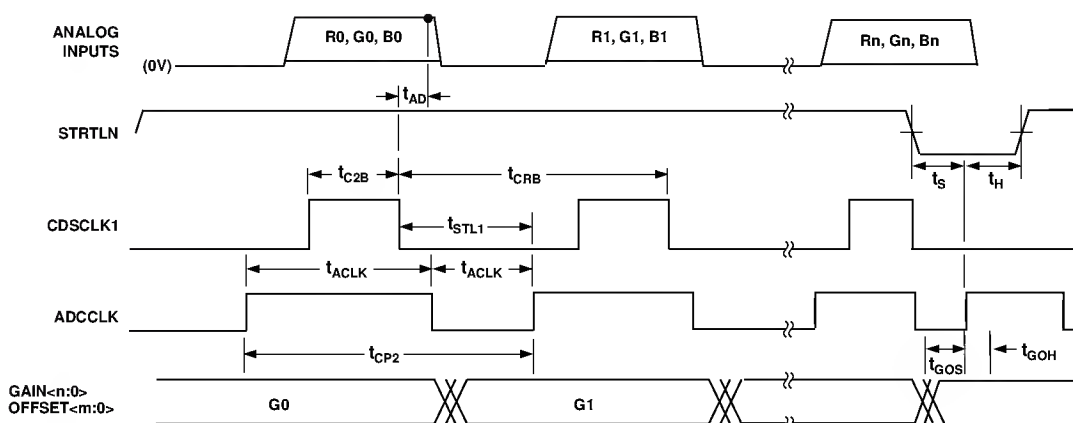 ANALOG
INPUTS
(0V)
R0, G0, B0
R1, G1, B1
Rn, Gn, Bn
tAD
STRTLN
tC2B
tCRB
tS
tH
CDSCLK1
tSTL1
tACLK
tACLK
ADCCLK
tCP2
tGOS
tGOH
GAIN<n:0>
OFFSET<m:0>
G0
G1